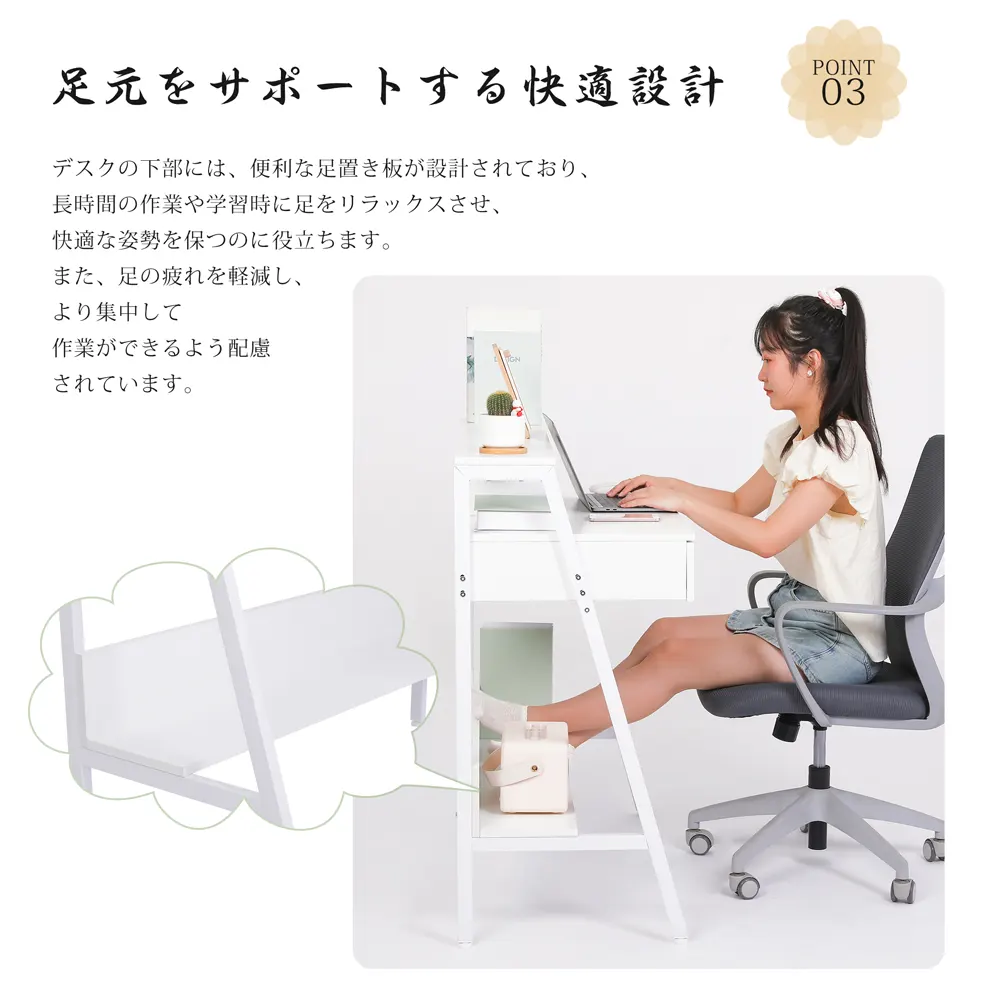 足元をサポートする快適設計
POINT
03
デスクの下部には、便利な足置き板が設計されており、
長時間の作業や学習時に足をリラックスさせ、
快適な姿勢を保つのに役立ちます。
また、足の疲れを軽減し、
より集中して
作業ができるよう配慮
されています。